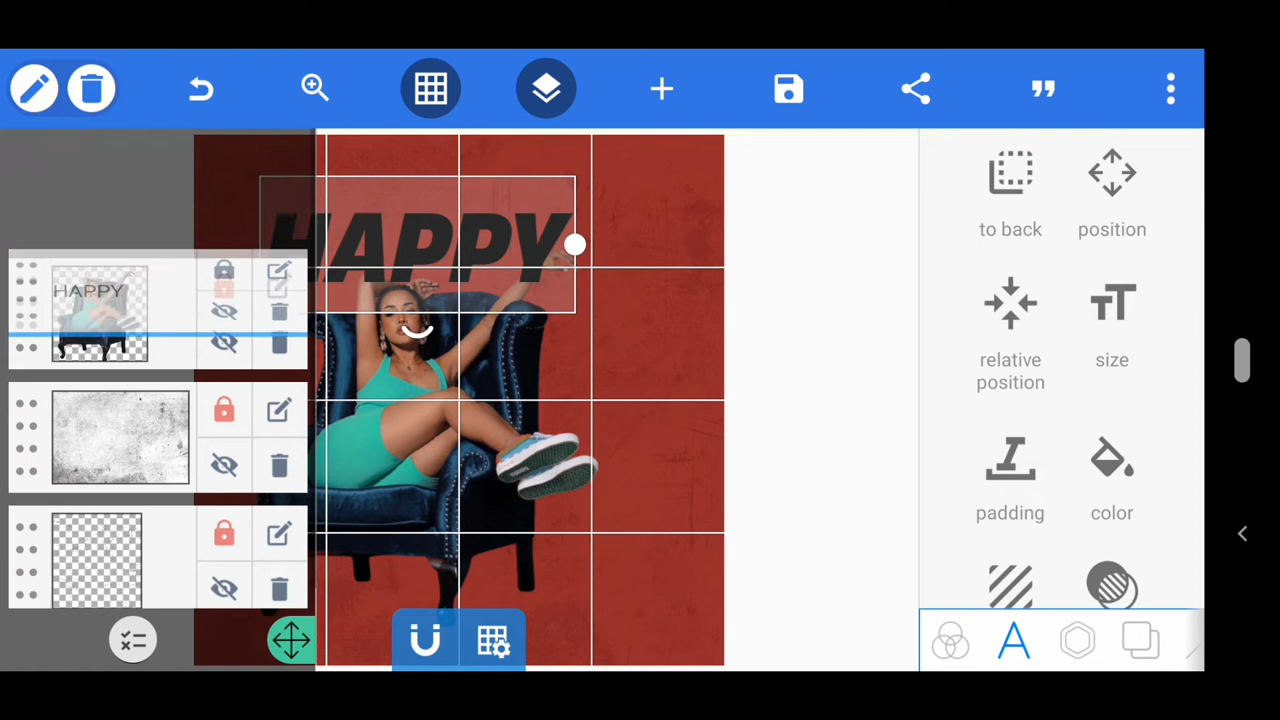 to back
position
HAPPY
HAPPY
relative
position
size
padding
color